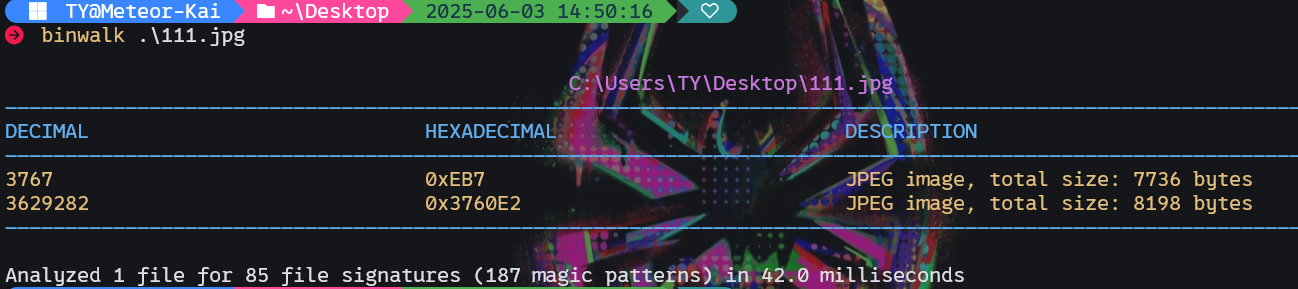 TY@Meteor-Kai ~\Desktop 2025-06-03 14:50:16
binwalk .\111.jpg
C:\Users\TY\Desktop\111.jpg
DECIMAL HEXADECIMAL DESCRIPTION
3767 0xEB7 JPEG image, total size: 7736 bytes
3629282 0x3760E2 JPEG image, total size: 8198 bytes
Analyzed 1 file for 85 file signatures (187 magic patterns) in 42.0 milliseconds